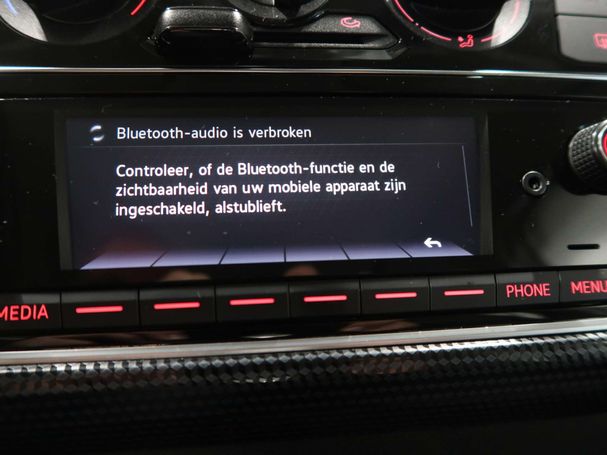 Bluetooth-audio is verbroken
Controleer, of de Bluetooth-functie en de
zichtbaarheid van uw mobiele apparaat zijn
ingeschakeld, alstublieft.
MEDIA
PHONE
MENU